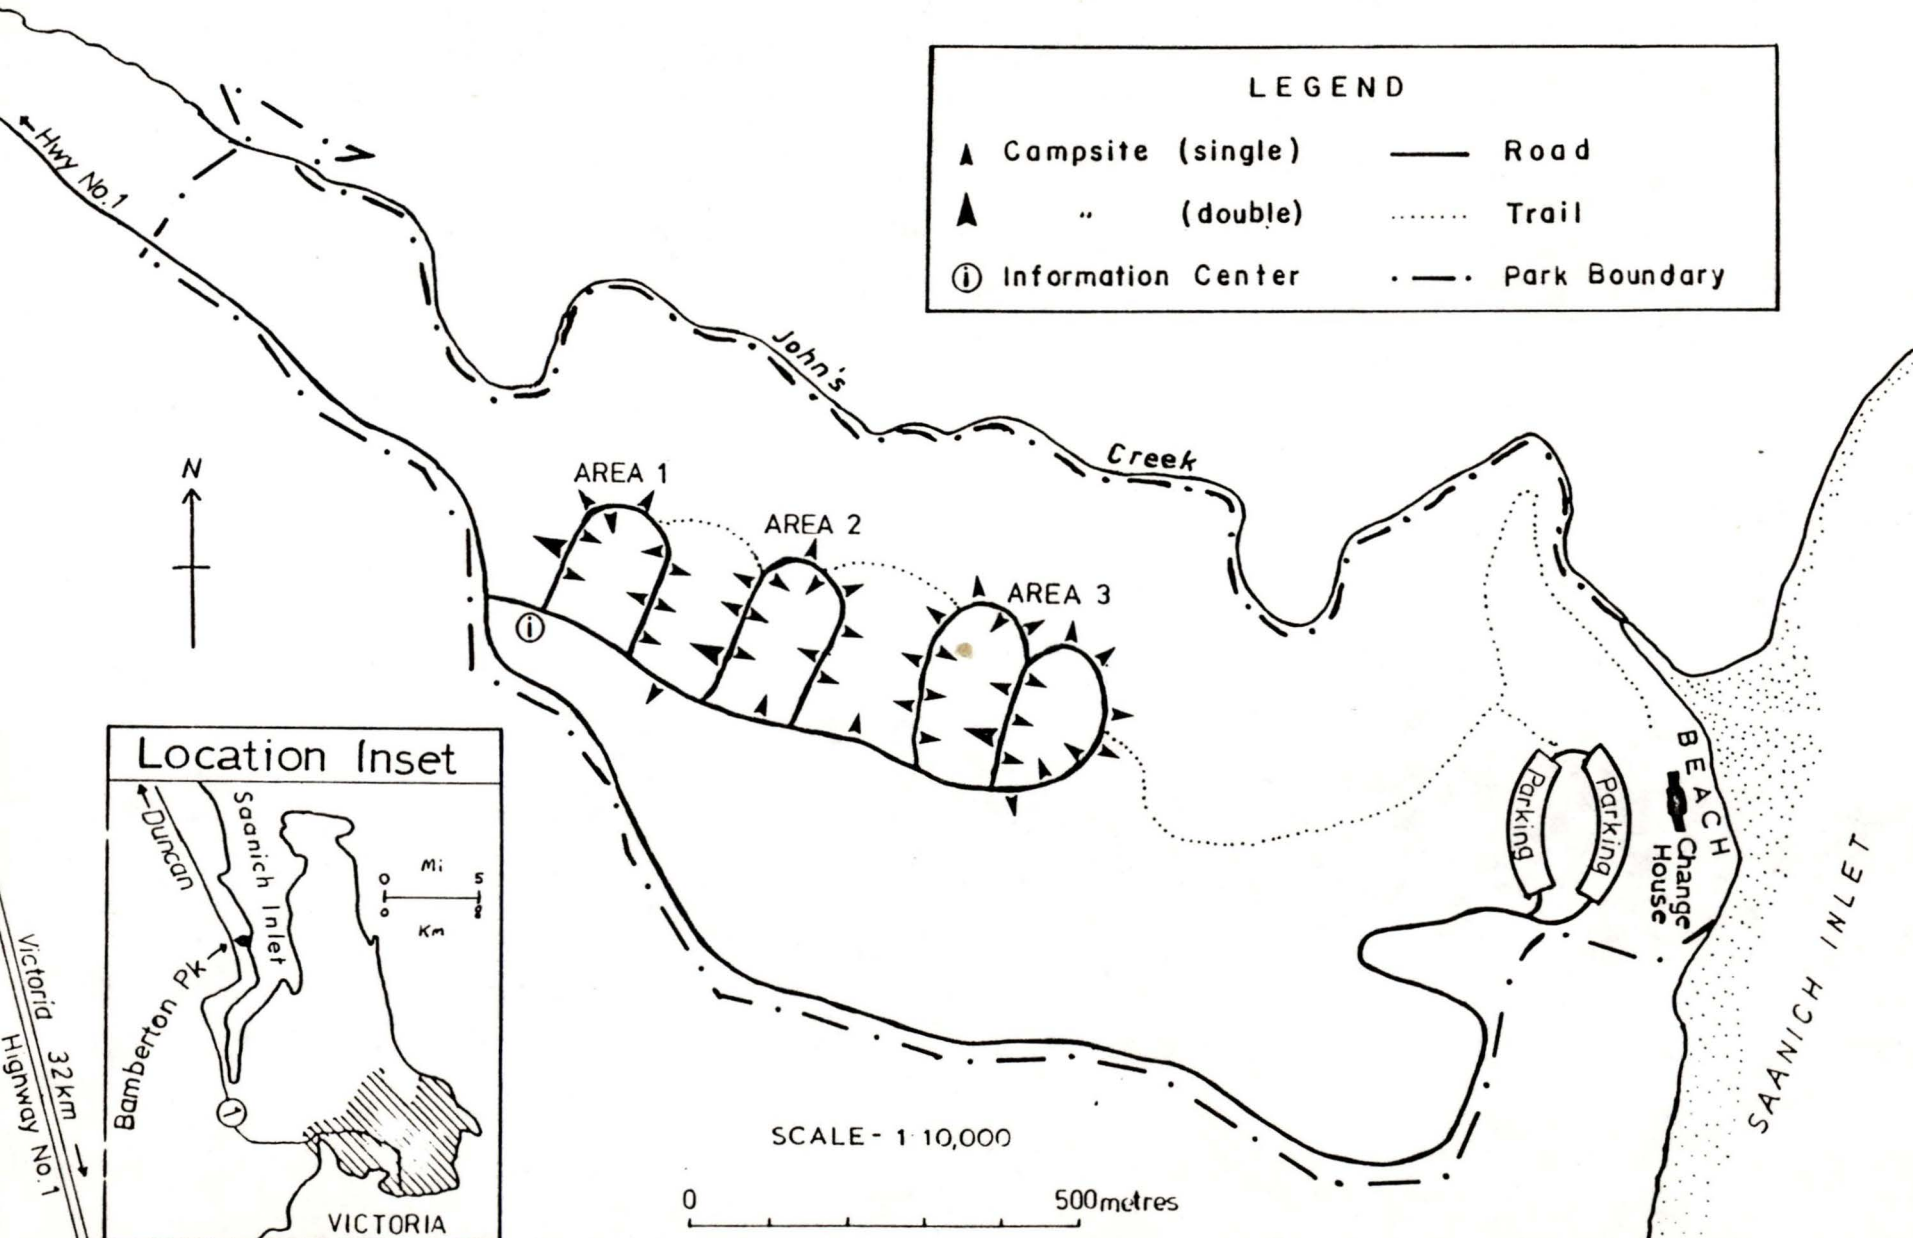 LEGEND
Campsite (single)
" (double)
i Information Center
Road
Trail
Park Boundary
←Hwy No.1
John's
Creek
N
AREA 1
AREA 2
AREA 3
i
Parking
Parking
BEACH
Change
House
SAANICH INLET
Location Inset
←Duncan
Saanich Inlet
Mi
0 5
0 8
Km
Bamberton Pk
1
VICTORIA
Victoria 32km →
Highway No.1
SCALE - 1:10,000
0 500metres